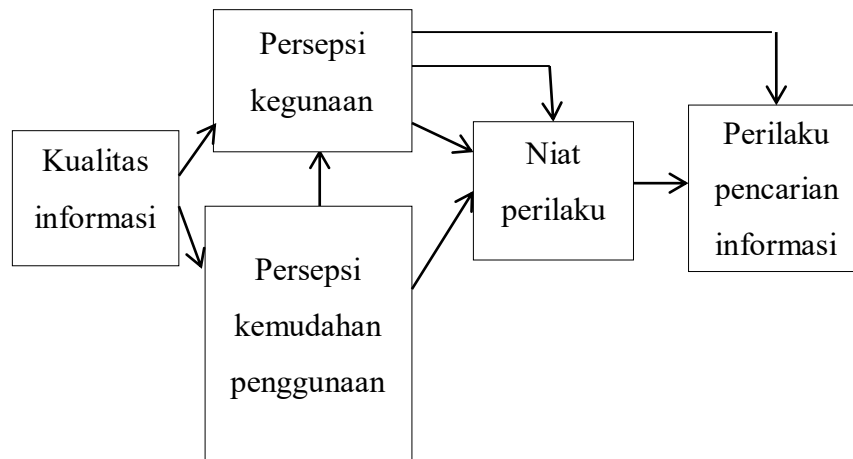 Persepsi
kegunaan
Kualitas
informasi
Persepsi
kemudahan
penggunaan
Niat
perilaku
Perilaku
pencarian
informasi